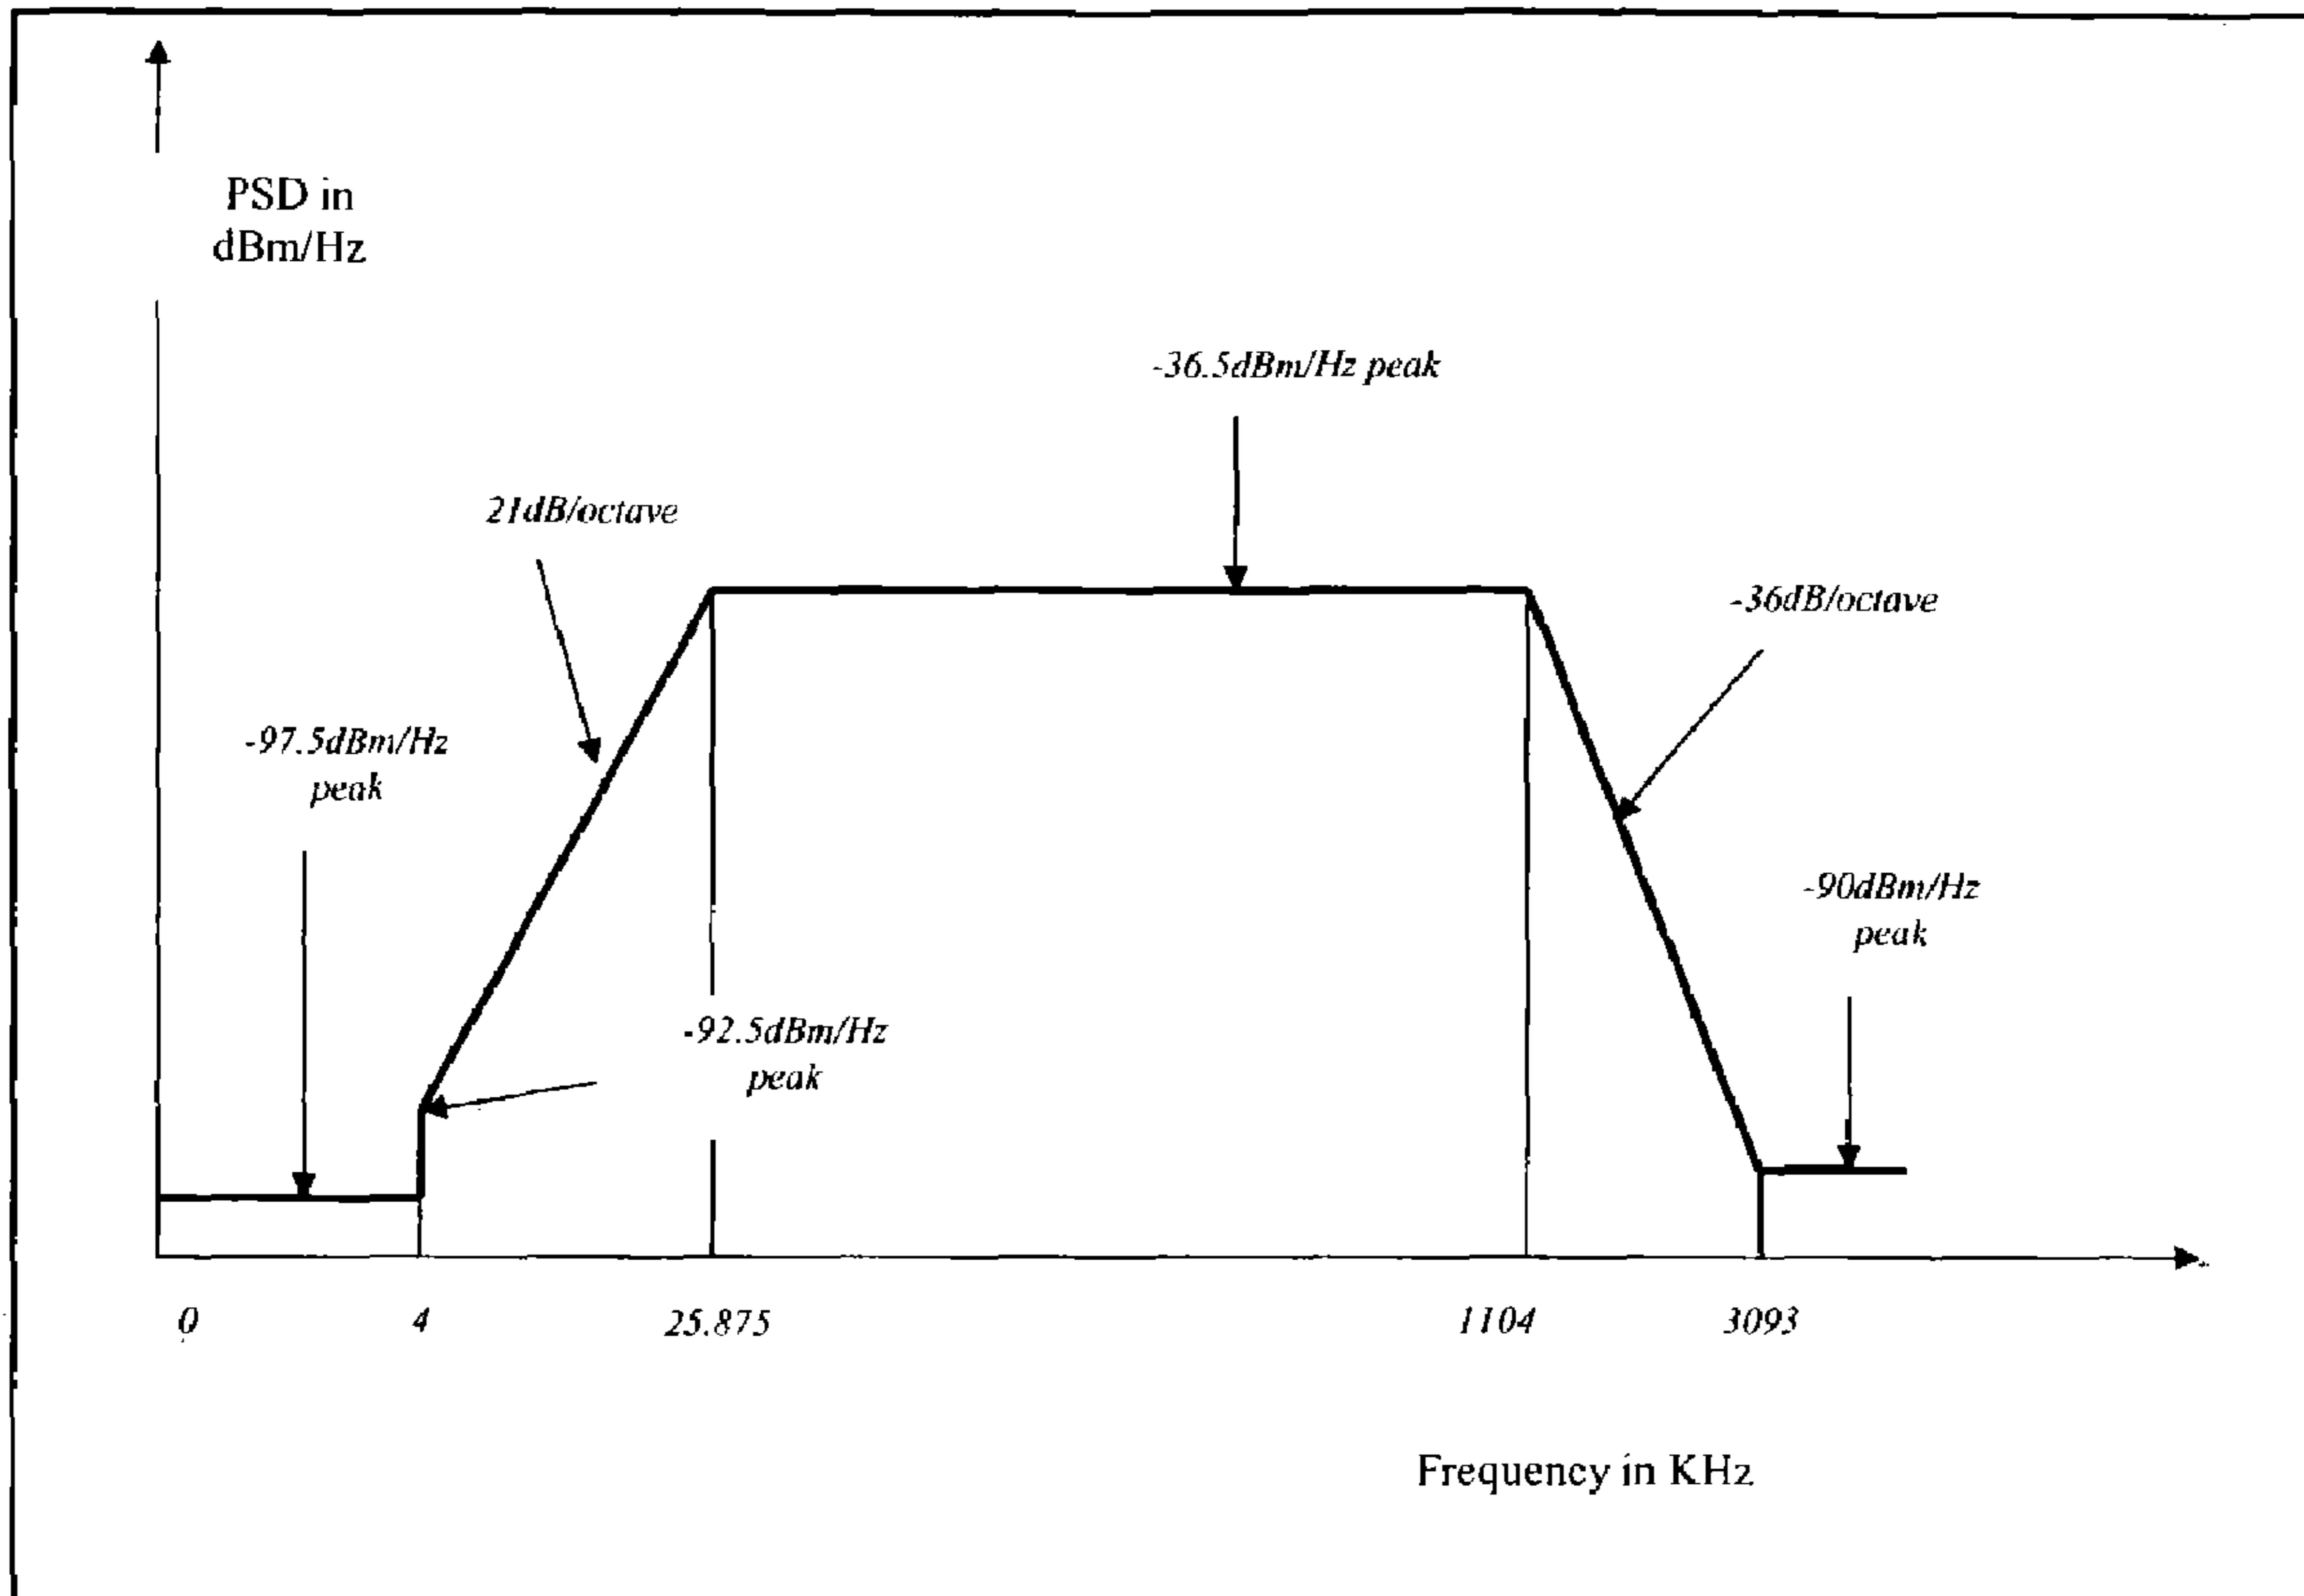 PSD in
dBm/Hz
-36.5dBm/Hz peak
21dB/octave
-36dB/octave
-97.5dBm/Hz
peak
-90dBm/Hz
peak
-92.5dBm/Hz
peak
0
4
25.875
1104
3093
Frequency in KHz